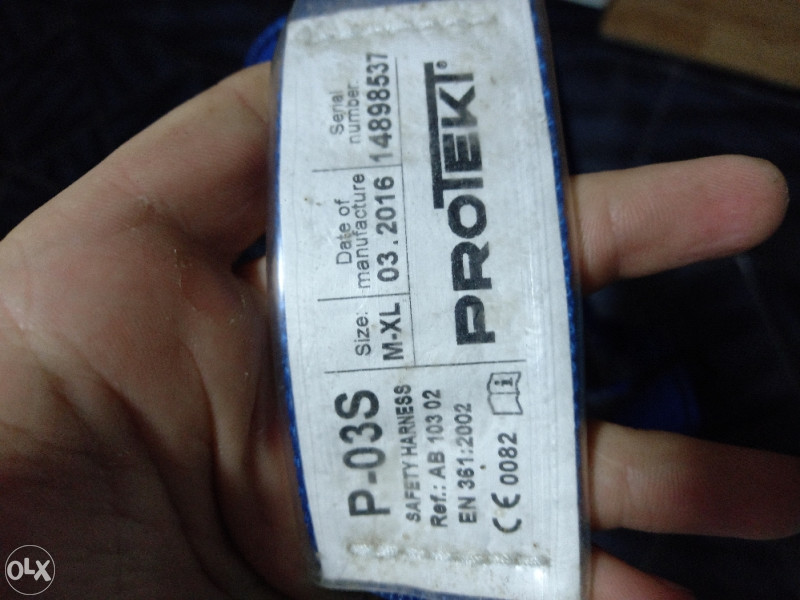 P-03S
SAFETY HARNESS
Ref.: AB 103 02
EN 361:2002
CE 0082
Size:
M-XL
Date of
manufacture
03.2016
Serial
number:
14898537
PROTEKT®
OLX